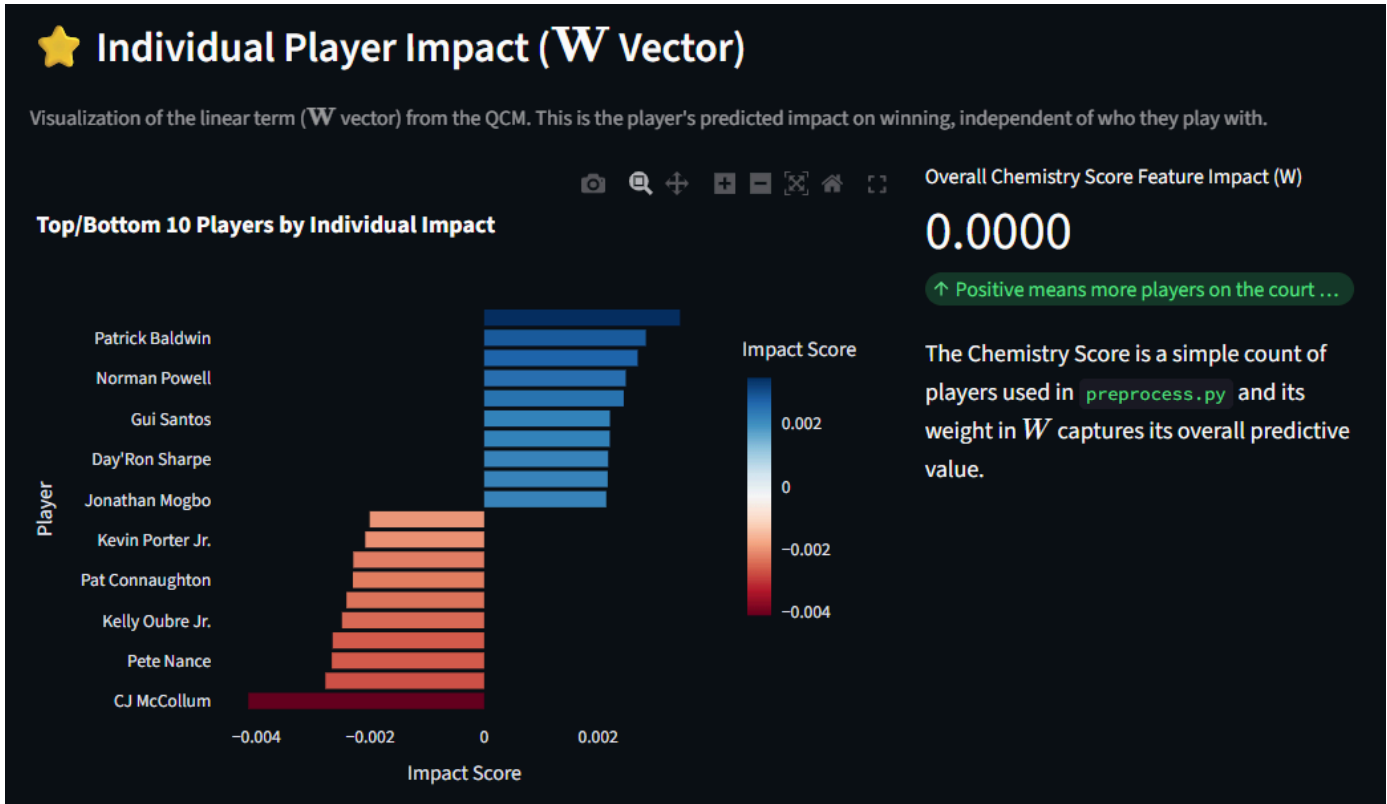 Individual Player Impact (W Vector)
Visualization of the linear term (W vector) from the QCM. This is the player's predicted impact on winning, independent of who they play with.
Top/Bottom 10 Players by Individual Impact
Player
Patrick Baldwin
Norman Powell
Gui Santos
Day'Ron Sharpe
Jonathan Mogbo
Kevin Porter Jr.
Pat Connaughton
Kelly Oubre Jr.
Pete Nance
CJ McCollum
−0.004 −0.002 0 0.002
Impact Score
Impact Score
0.002
0
−0.002
−0.004
Overall Chemistry Score Feature Impact (W)
0.0000
↑ Positive means more players on the court ...
The Chemistry Score is a simple count of
players used in preprocess.py and its
weight in W captures its overall predictive
value.